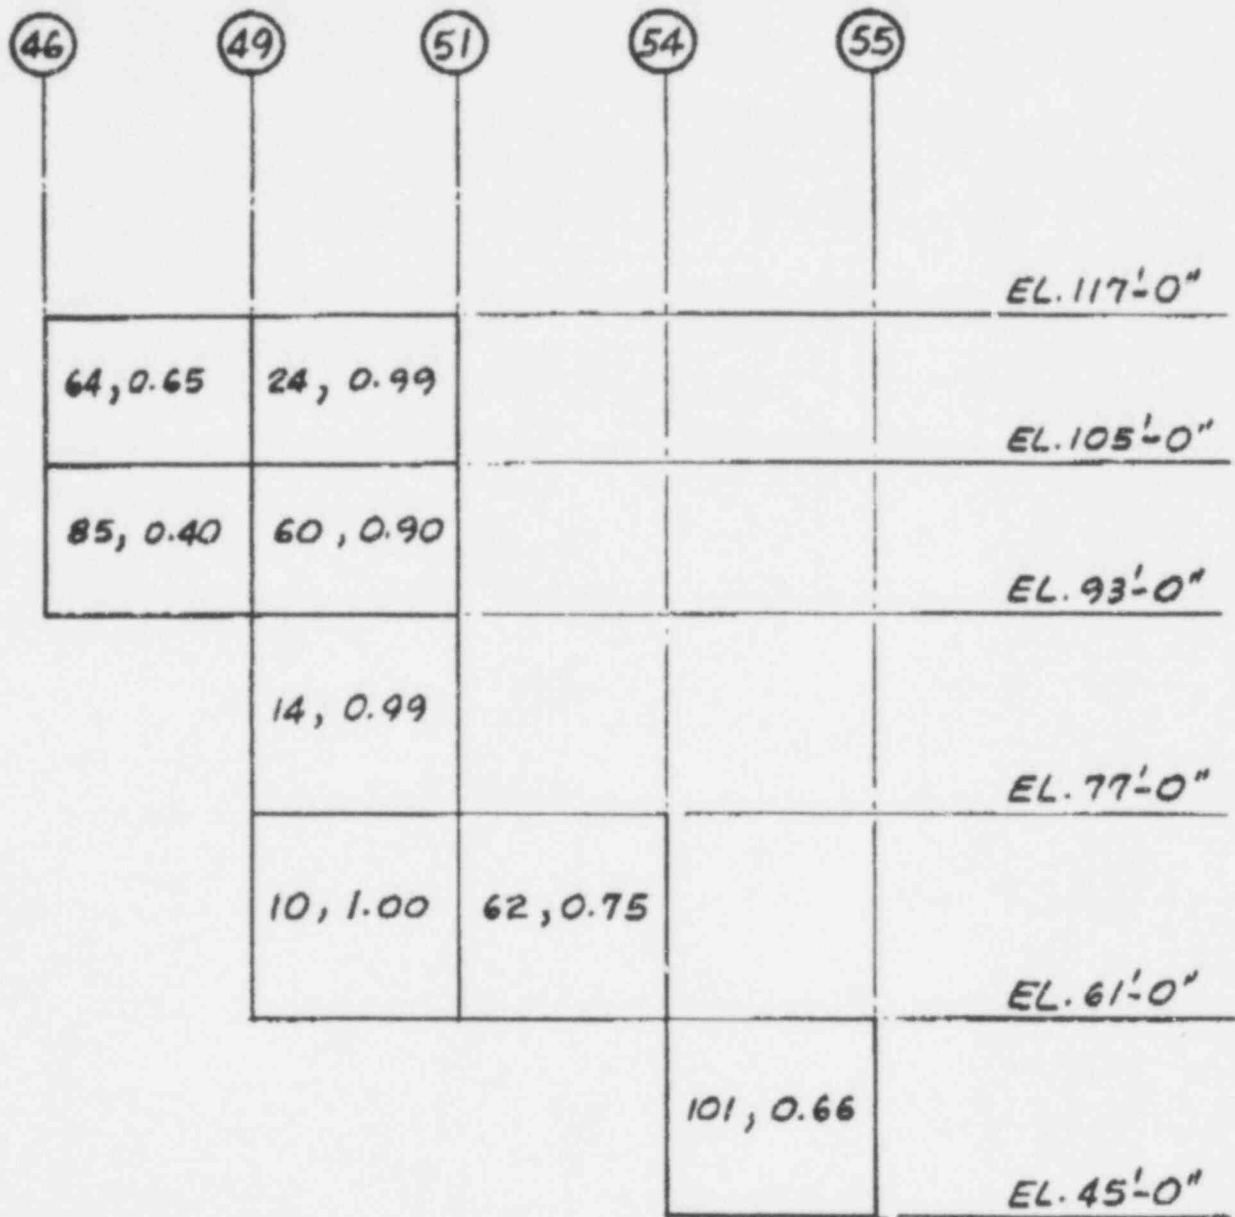 46 49 51 54 55
EL. 117'-0"
64, 0.65 24, 0.99
EL. 105'-0"
85, 0.40 60, 0.90
EL. 93'-0"
14, 0.99
EL. 77'-0"
10, 1.00 62, 0.75
EL. 61'-0"
101, 0.66
EL. 45'-0"